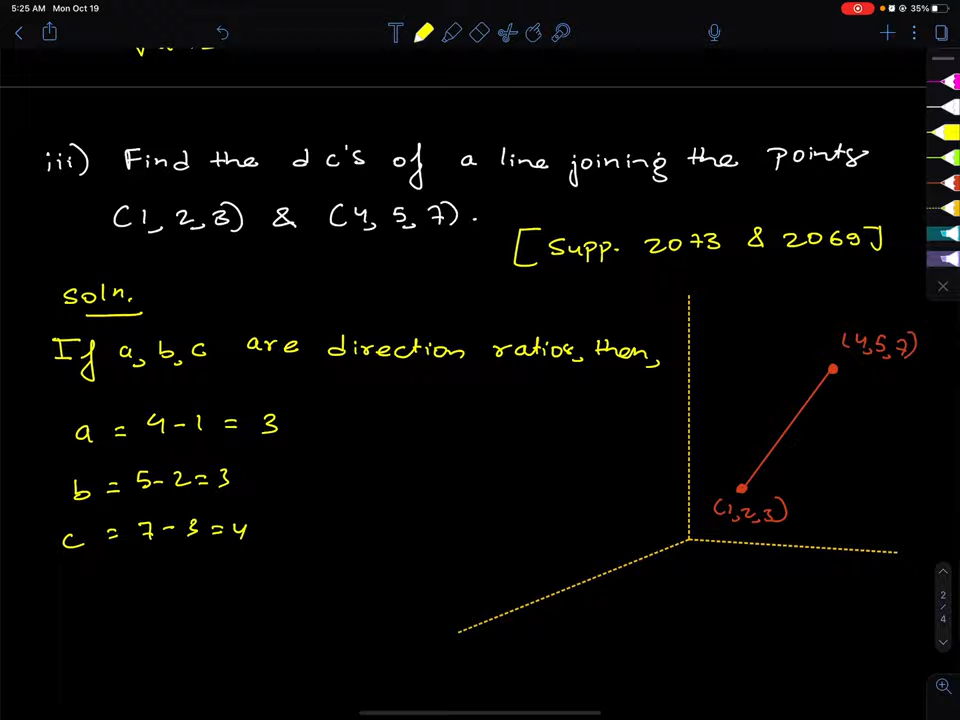 5:25 AM Mon Oct 19
35%
iii) Find the d c's of a line joining the points
(1, 2, 3) & (4, 5, 7).
[Supp. 2073 & 2069]
Soln.
If a, b, c are direction ratios, then,
(4,5,7)
a = 4 - 1 = 3
b = 5 - 2 = 3
(1,2,3)
c = 7 - 3 = 4
2
/
4